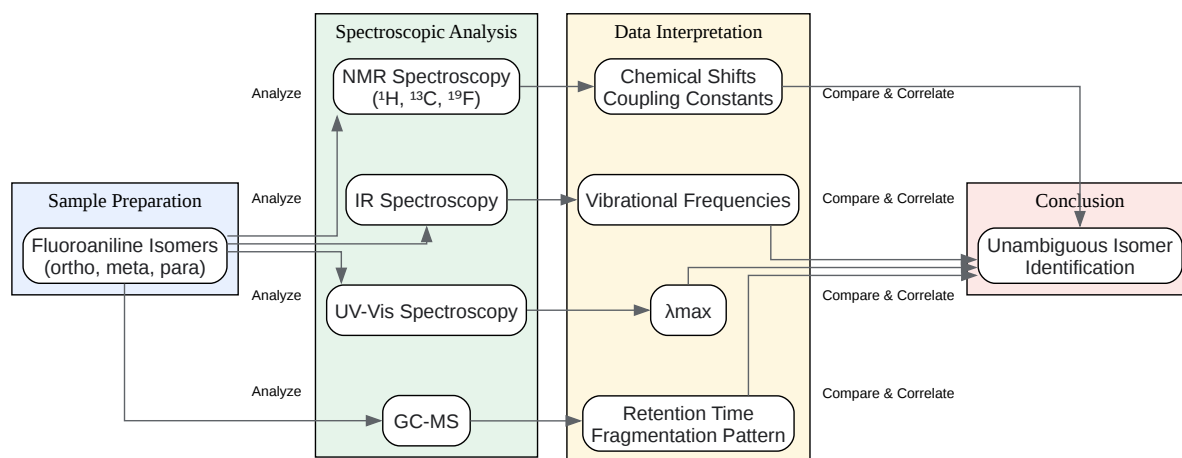 Spectroscopic Analysis
Data Interpretation
NMR Spectroscopy
(¹H, ¹³C, ¹⁹F)
Chemical Shifts
Coupling Constants
Analyze
Compare & Correlate
Sample Preparation
Fluoroaniline Isomers
(ortho, meta, para)
Analyze
IR Spectroscopy
Vibrational Frequencies
Compare & Correlate
Conclusion
Unambiguous Isomer
Identification
Analyze
UV-Vis Spectroscopy
λmax
Compare & Correlate
Analyze
GC-MS
Retention Time
Fragmentation Pattern
Compare & Correlate